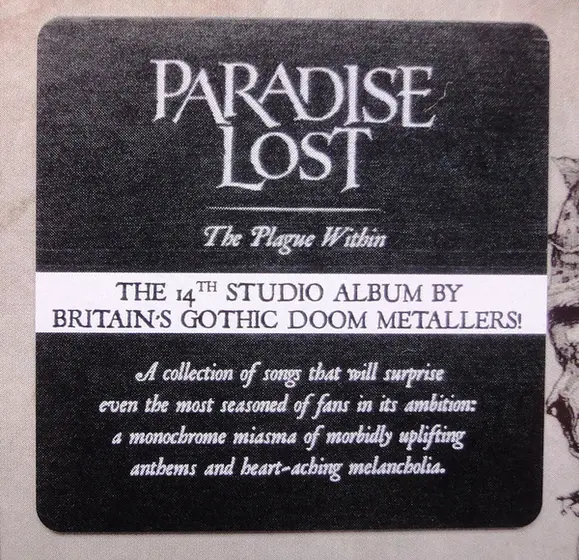 PARADISE
LOST
The Plague Within
THE 14TH STUDIO ALBUM BY
BRITAIN'S GOTHIC DOOM METALLERS!
A collection of songs that will surprise
even the most seasoned of fans in its ambition:
a monochrome miasma of morbidly uplifting
anthems and heart-aching melancholia.